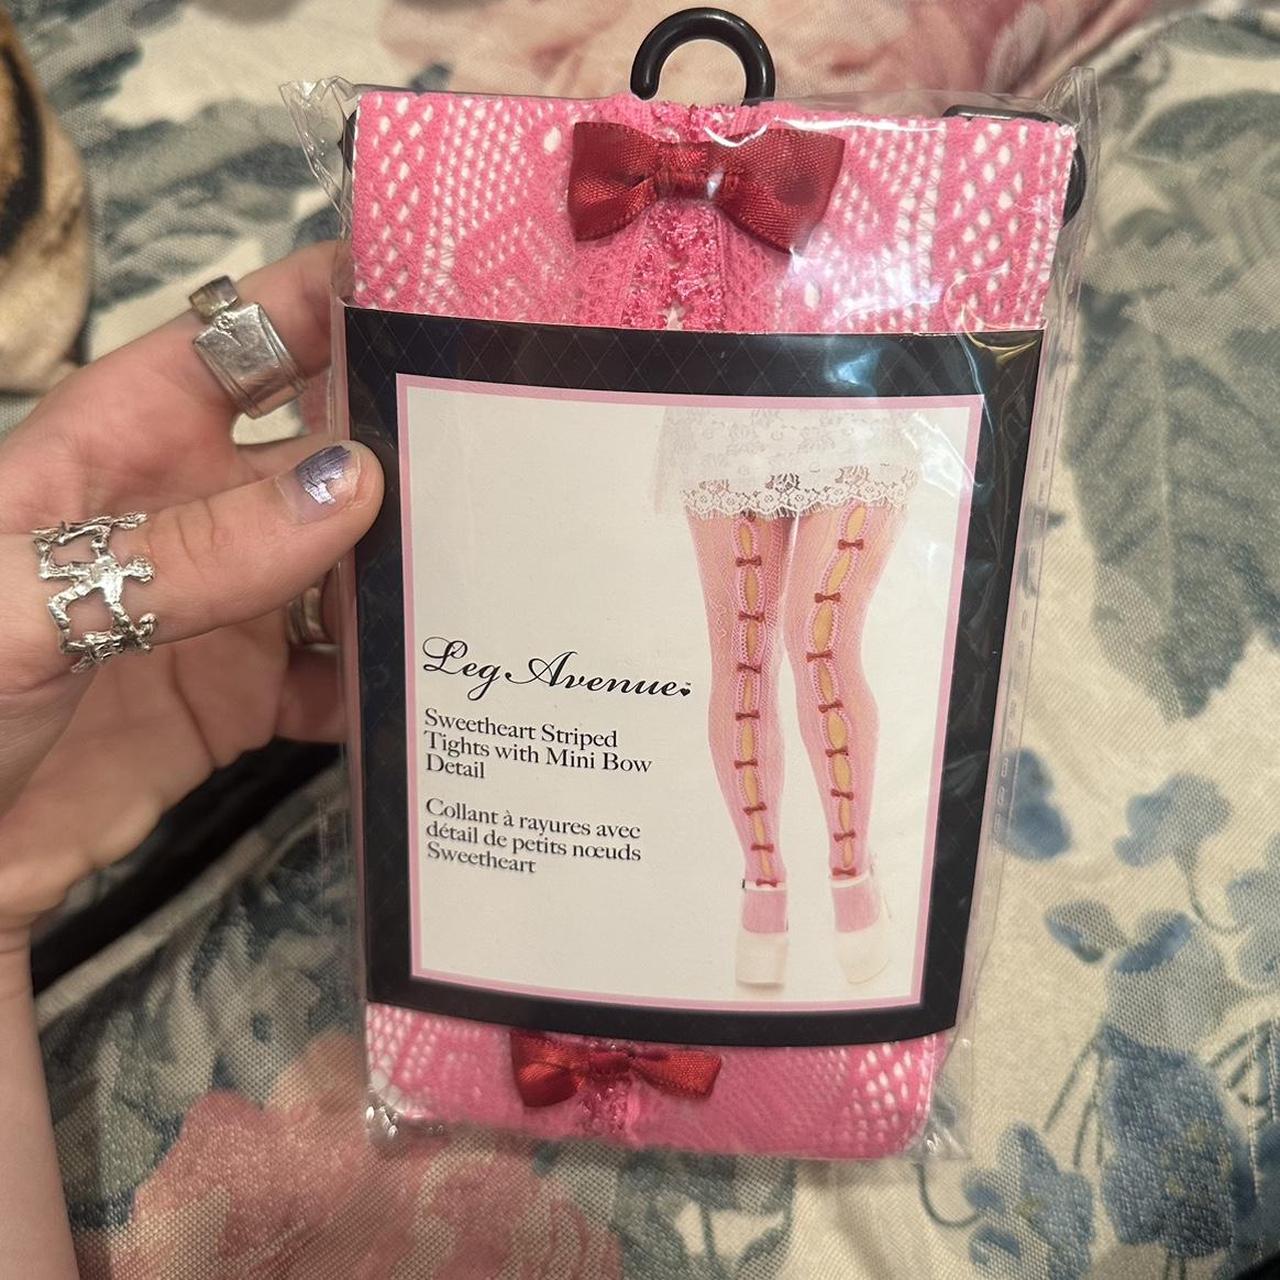 Leg Avenue
Sweetheart Striped
Tights with Mini Bow
Detail
Collant à rayures avec
détail de petits nœuds
Sweetheart